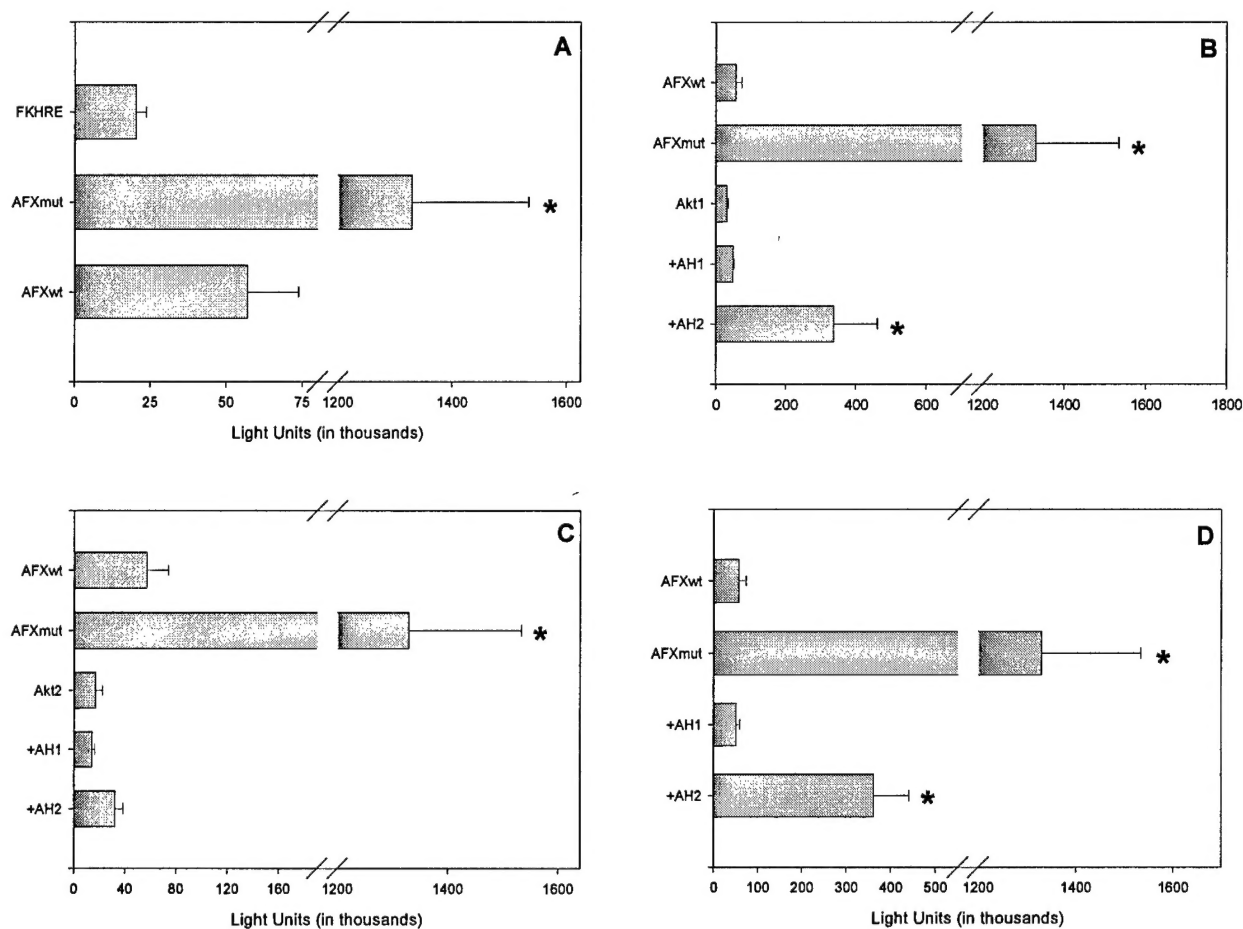 A
FKHRE
AFXmut
*
AFXwt
0 25 50 75 1200 1400 1600
Light Units (in thousands)
B
AFXwt
AFXmut
*
Akt1
+AH1
+AH2
*
0 200 400 600 1200 1400 1600 1800
Light Units (in thousands)
C
AFXwt
AFXmut
*
Akt2
+AH1
+AH2
0 40 80 120 160 1200 1400 1600
Light Units (in thousands)
D
AFXwt
AFXmut
*
+AH1
+AH2
*
0 100 200 300 400 500 1200 1400 1600
Light Units (in thousands)